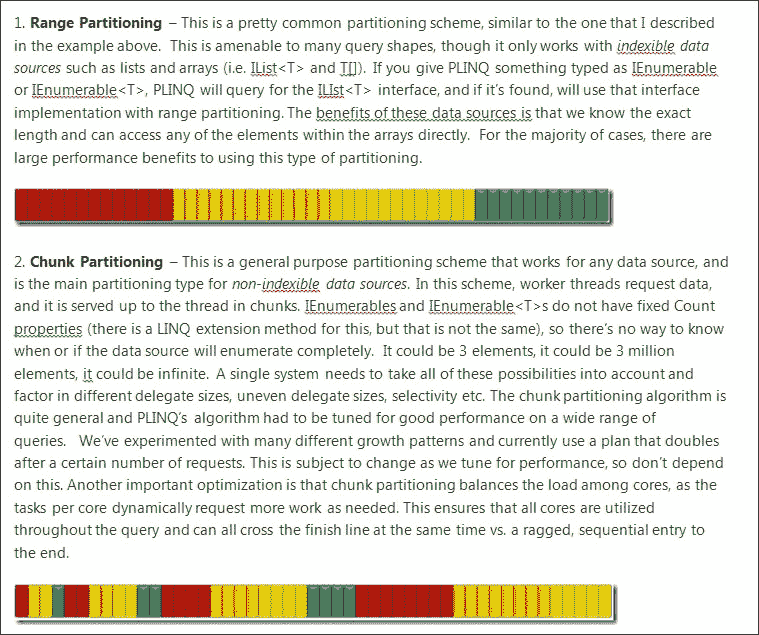 1. Range Partitioning – This is a pretty common partitioning scheme, similar to the one that I described
in the example above.  This is amenable to many query shapes, though it only works with indexible data
sources such as lists and arrays (i.e. IList<T> and T[]).  If you give PLINQ something typed as IEnumerable
or IEnumerable<T>, PLINQ will query for the IList<T> interface, and if it's found, will use that interface
implementation with range partitioning. The benefits of these data sources is that we know the exact
length and can access any of the elements within the arrays directly.  For the majority of cases, there are
large performance benefits to using this type of partitioning.
2. Chunk Partitioning – This is a general purpose partitioning scheme that works for any data source, and
is the main partitioning type for non-indexible data sources. In this scheme, worker threads request data,
and it is served up to the thread in chunks. IEnumerables and IEnumerable<T>s do not have fixed Count
properties (there is a LINQ extension method for this, but that is not the same), so there's no way to know
when or if the data source will enumerate completely.  It could be 3 elements, it could be 3 million
elements, it could be infinite.  A single system needs to take all of these possibilities into account and
factor in different delegate sizes, uneven delegate sizes, selectivity etc. The chunk partitioning algorithm is
quite general and PLINQ's algorithm had to be tuned for good performance on a wide range of
queries.   We've experimented with many different growth patterns and currently use a plan that doubles
after a certain number of requests. This is subject to change as we tune for performance, so don't depend
on this. Another important optimization is that chunk partitioning balances the load among cores, as the
tasks per core dynamically request more work as needed. This ensures that all cores are utilized
throughout the query and can all cross the finish line at the same time vs. a ragged, sequential entry to
the end.